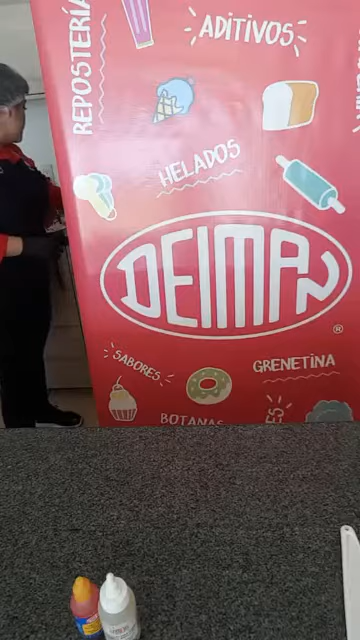 REPOSTERÍA
ADITIVOS
HELADOS
DEIMAN
®
SABORES
GRENETINA
BOTANAS